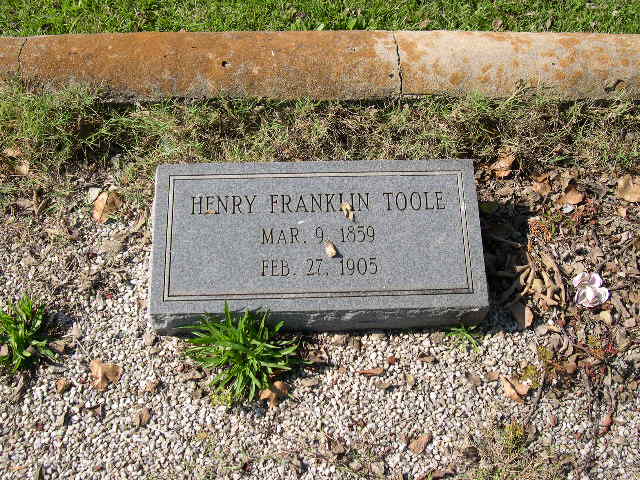 HENRY FRANKLIN TOOLE
MAR. 9, 1859
FEB. 27, 1905